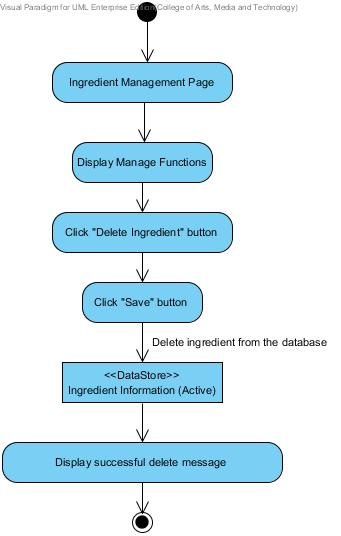 Visual Paradigm for UML Enterprise Edition(College of Arts, Media and Technology)
Ingredient Management Page
Display Manage Functions
Click "Delete Ingredient" button
Click "Save" button
Delete ingredient from the database
<<DataStore>>
Ingredient Information (Active)
Display successful delete message